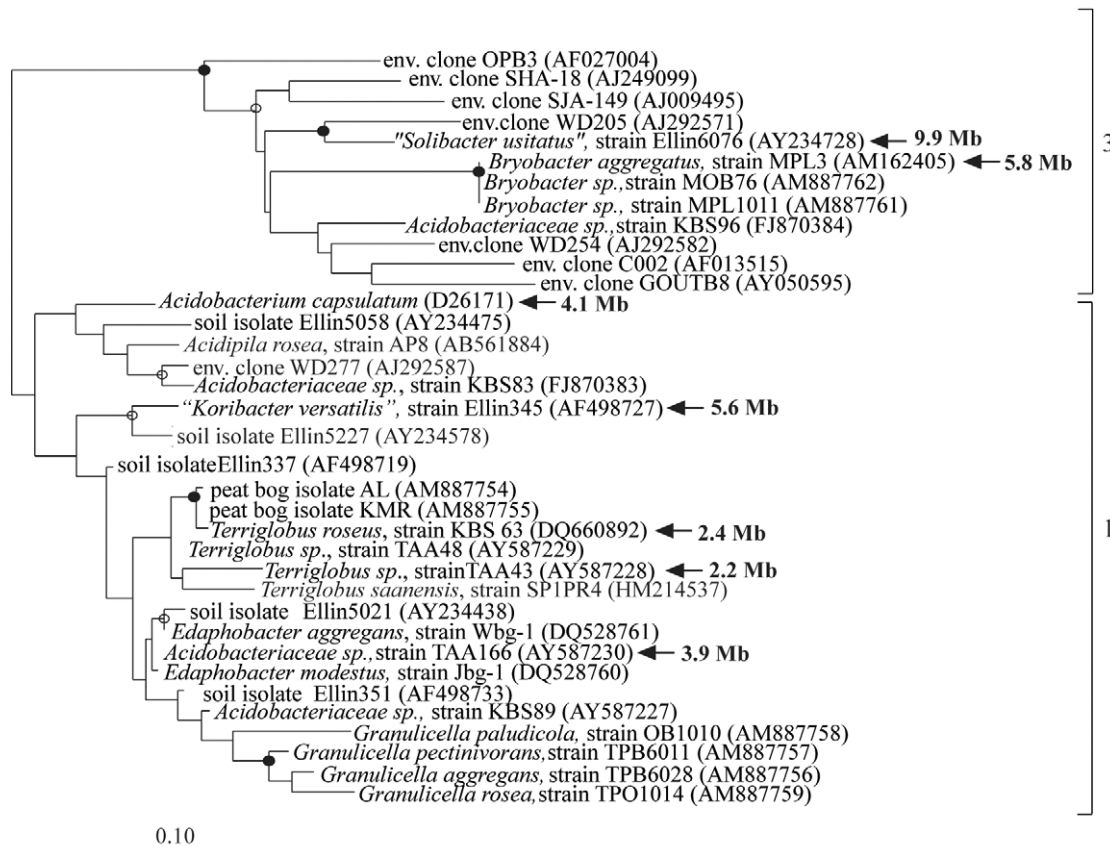 env. clone OPB3 (AF027004)
env. clone SHA-18 (AJ249099)
env. clone SJA-149 (AJ009495)
env.clone WD205 (AJ292571)
"Solibacter usitatus", strain Ellin6076 (AY234728) 9.9 Mb
Bryobacter aggregatus, strain MPL3 (AM162405) 5.8 Mb
Bryobacter sp.,strain MOB76 (AM887762)
Bryobacter sp., strain MPL1011 (AM887761)
Acidobacteriaceae sp.,strain KBS96 (FJ870384)
env.clone WD254 (AJ292582)
env. clone C002 (AF013515)
env. clone GOUTB8 (AY050595)
3
Acidobacterium capsulatum (D26171) 4.1 Mb
soil isolate Ellin5058 (AY234475)
Acidipila rosea, strain AP8 (AB561884)
env. clone WD277 (AJ292587)
Acidobacteriaceae sp., strain KBS83 (FJ870383)
“Koribacter versatilis”, strain Ellin345 (AF498727) 5.6 Mb
soil isolate Ellin5227 (AY234578)
soil isolateEllin337 (AF498719)
peat bog isolate AL (AM887754)
peat bog isolate KMR (AM887755)
Terriglobus roseus, strain KBS 63 (DQ660892) 2.4 Mb
1
Terriglobus sp., strain TAA48 (AY587229)
Terriglobus sp., strainTAA43 (AY587228) 2.2 Mb
Terriglobus saanensis, strain SP1PR4 (HM214537)
soil isolate Ellin5021 (AY234438)
Edaphobacter aggregans, strain Wbg-1 (DQ528761)
Acidobacteriaceae sp.,strain TAA166 (AY587230) 3.9 Mb
Edaphobacter modestus, strain Jbg-1 (DQ528760)
soil isolate Ellin351 (AF498733)
Acidobacteriaceae sp., strain KBS89 (AY587227)
Granulicella paludicola, strain OB1010 (AM887758)
Granulicella pectinivorans,strain TPB6011 (AM887757)
Granulicella aggregans, strain TPB6028 (AM887756)
Granulicella rosea,strain TPO1014 (AM887759)
0.10